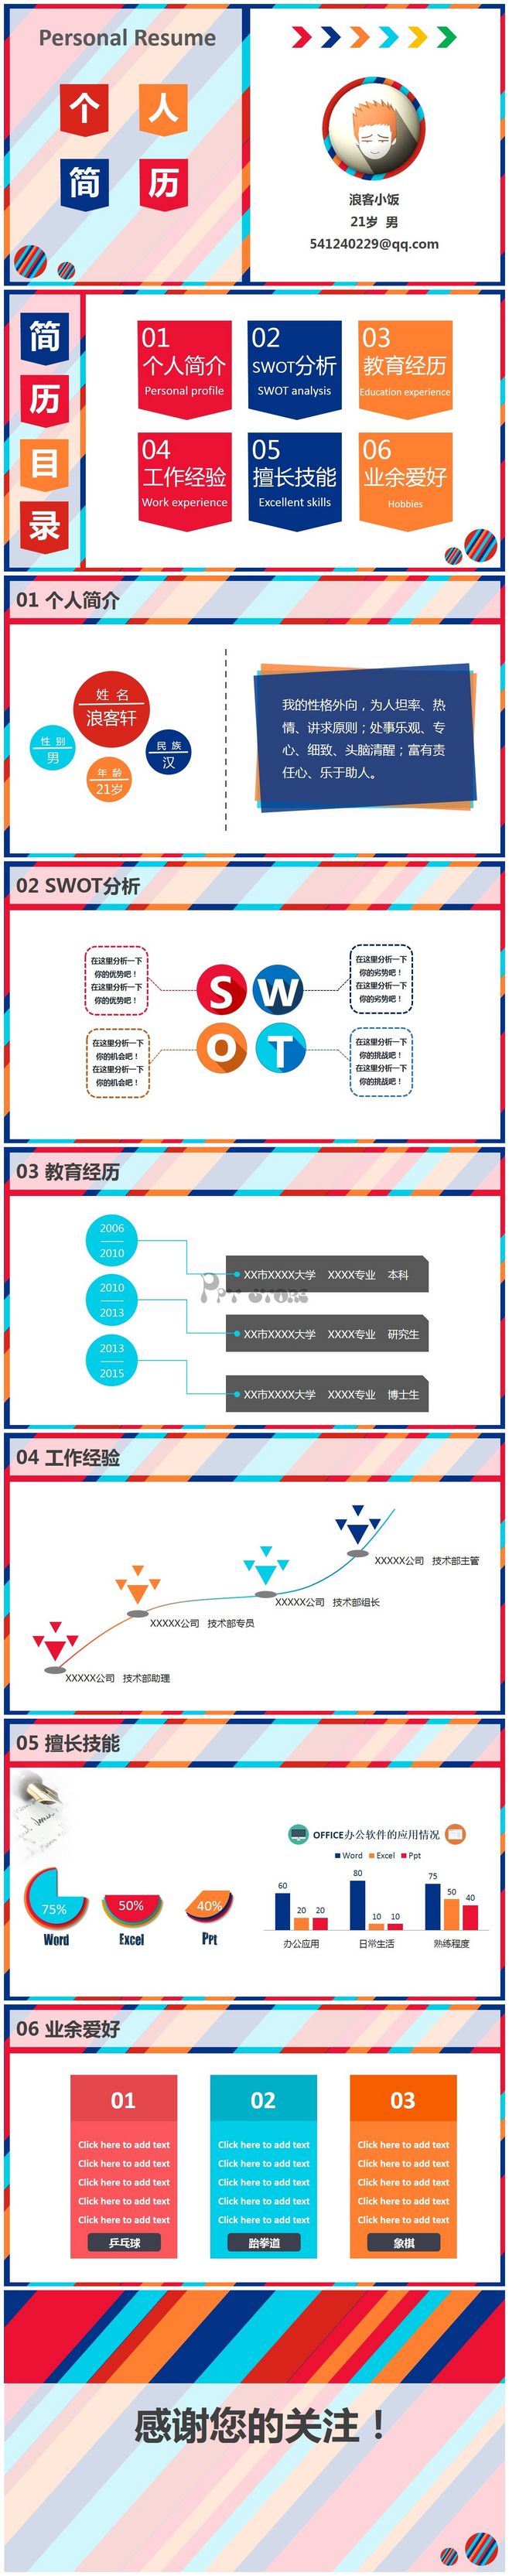 Personal Resume
个 人
简 历
浪客小饭
21岁 男
541240229@qq.com
简
历
目
录
01
个人简介
Personal profile
02
SWOT分析
SWOT analysis
03
教育经历
Education experience
04
工作经验
Work experience
05
擅长技能
Excellent skills
06
业余爱好
Hobbies
01 个人简介
姓 名
浪客轩
性 别
男
民 族
汉
年 龄
21岁
我的性格外向，为人坦率、热
情、讲求原则；处事乐观、专
心、细致、头脑清醒；富有责
任心、乐于助人。
02 SWOT分析
在这里分析一下
你的优势吧！
在这里分析一下
你的优势吧！
S
W
在这里分析一下
你的劣势吧！
在这里分析一下
你的劣势吧！
在这里分析一下
你的机会吧！
在这里分析一下
你的机会吧！
O
T
在这里分析一下
你的挑战吧！
在这里分析一下
你的挑战吧！
03 教育经历
2006
2010
XX市XXXX大学 XXXX专业 本科
2010
2013
XX市XXXX大学 XXXX专业 研究生
2013
2015
XX市XXXX大学 XXXX专业 博士生
04 工作经验
XXXXX公司 技术部主管
XXXXX公司 技术部组长
XXXXX公司 技术部专员
XXXXX公司 技术部助理
05 擅长技能
75%
Word
50%
Excel
40%
Ppt
OFFICE办公软件的应用情况
Word Excel Ppt
60 20 20
80 10 10
75 50 40
办公应用 日常生活 熟练程度
06 业余爱好
01
Click here to add text
Click here to add text
Click here to add text
Click here to add text
Click here to add text
乒乓球
02
Click here to add text
Click here to add text
Click here to add text
Click here to add text
Click here to add text
跆拳道
03
Click here to add text
Click here to add text
Click here to add text
Click here to add text
Click here to add text
象棋
感谢您的关注！